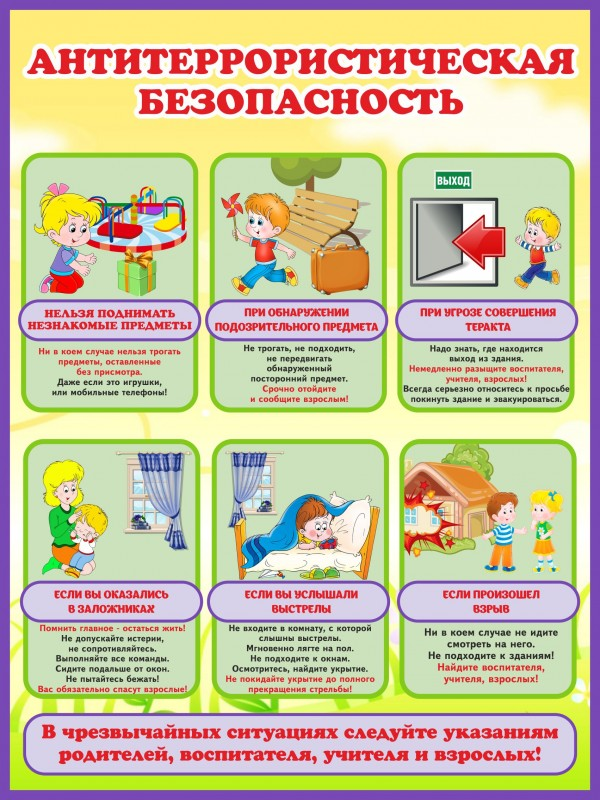 АНТИТЕРРОРИСТИЧЕСКАЯ
БЕЗОПАСНОСТЬ
НЕЛЬЗЯ ПОДНИМАТЬ
НЕЗНАКОМЫЕ ПРЕДМЕТЫ
Ни в коем случае нельзя трогать
предметы, оставленные
без присмотра.
Даже если это игрушки,
или мобильные телефоны!
ПРИ ОБНАРУЖЕНИИ
ПОДОЗРИТЕЛЬНОГО ПРЕДМЕТА
Не трогать, не подходить,
не передвигать
обнаруженный
посторонний предмет.
Срочно отойдите
и сообщите взрослым!
ВЫХОД
ПРИ УГРОЗЕ СОВЕРШЕНИЯ
ТЕРАКТА
Надо знать, где находится
выход из здания.
Немедленно разыщите воспитателя,
учителя, взрослых!
Всегда серьезно относитесь к просьбе
покинуть здание и эвакуироваться.
ЕСЛИ ВЫ ОКАЗАЛИСЬ
В ЗАЛОЖНИКАХ
Помнить главное - остаться жить!
Не допускайте истерии,
не сопротивляйтесь.
Выполняйте все команды.
Сидите подальше от окон.
Не пытайтесь бежать!
Вас обязательно спасут взрослые!
ЕСЛИ ВЫ УСЛЫШАЛИ
ВЫСТРЕЛЫ
Не входите в комнату, с которой
слышны выстрелы.
Мгновенно лягте на пол.
Не подходите к окнам.
Осмотритесь, найдите укрытие.
Не покидайте укрытие до полного
прекращения стрельбы!
ЕСЛИ ПРОИЗОШЕЛ
ВЗРЫВ
Ни в коем случае не идите
смотреть на него.
Не подходите к зданиям!
Найдите воспитателя,
учителя, взрослых!
В чрезвычайных ситуациях следуйте указаниям
родителей, воспитателя, учителя и взрослых!